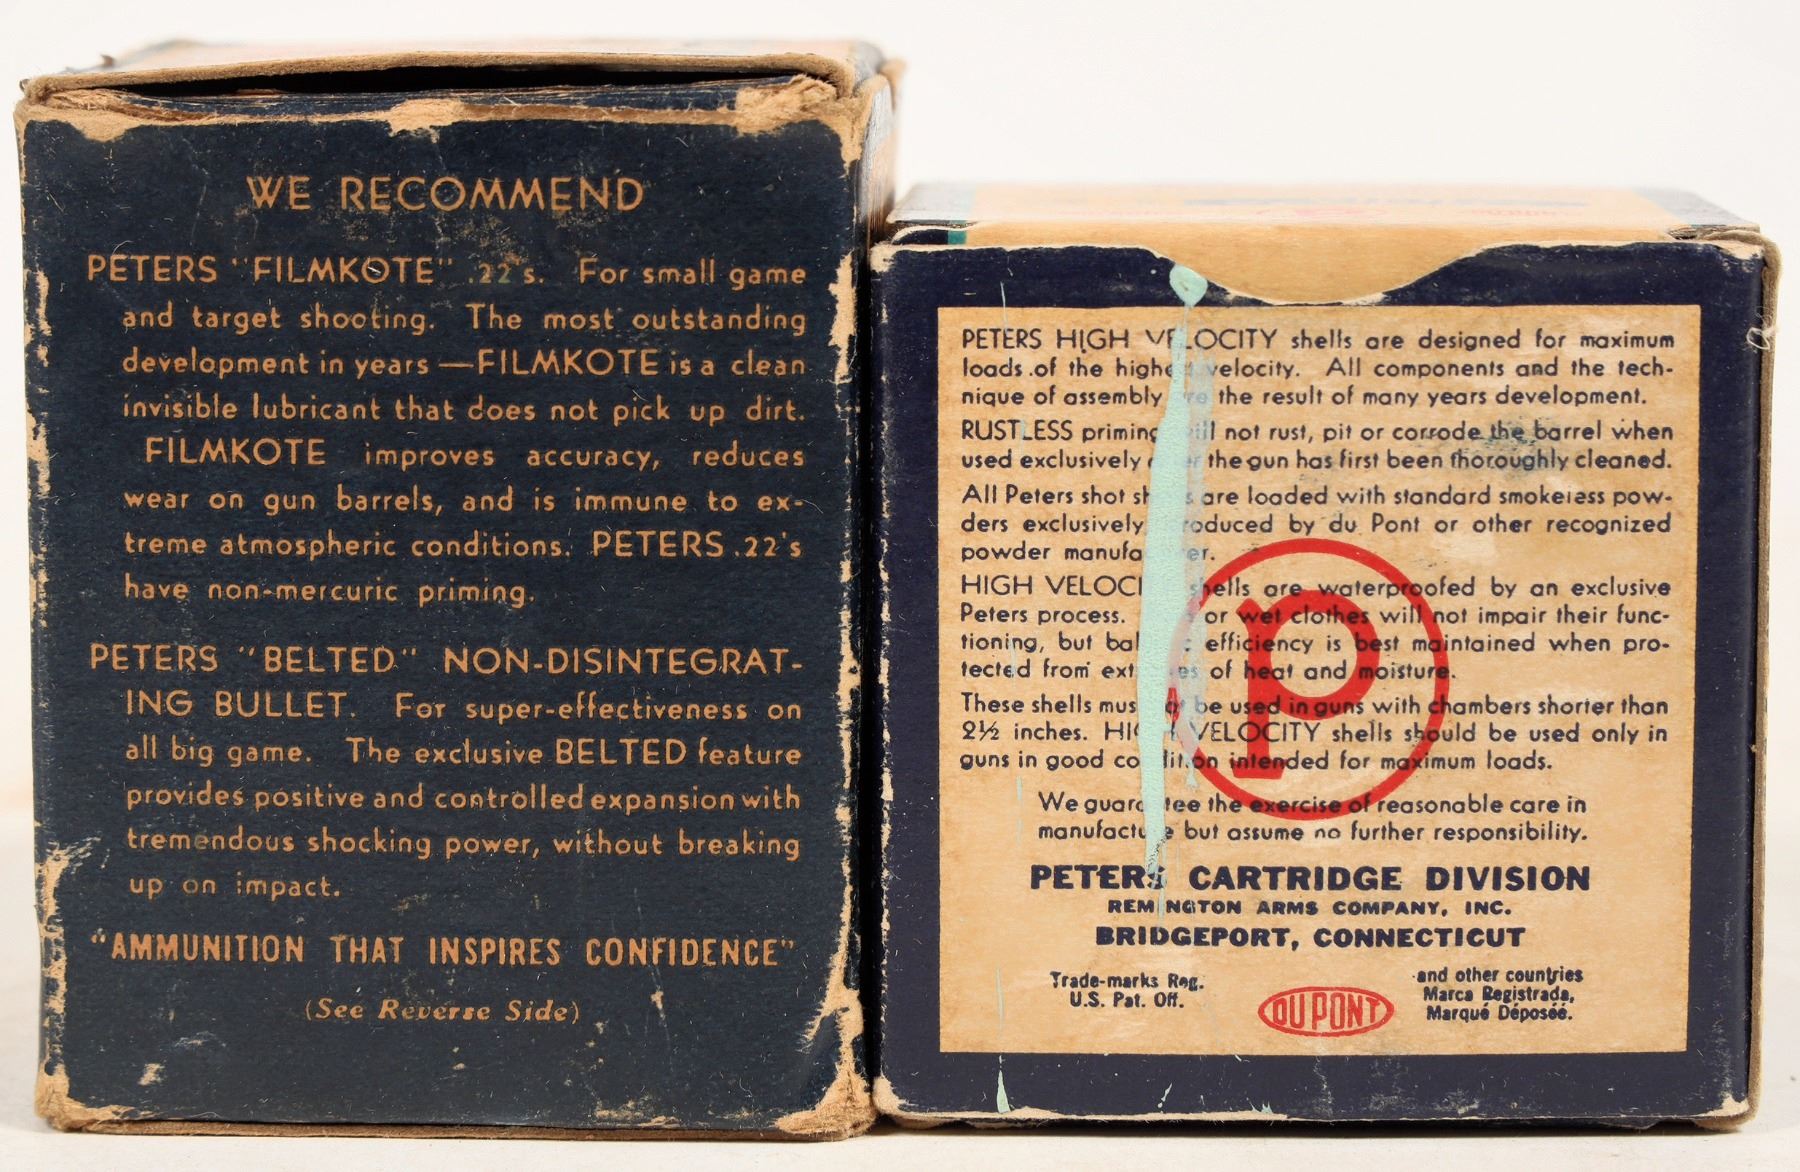 WE RECOMMEND
PETERS "FILMKOTE" .22's. For small game
and target shooting. The most outstanding
development in years — FILMKOTE is a clean
invisible lubricant that does not pick up dirt.
FILMKOTE improves accuracy, reduces
wear on gun barrels, and is immune to ex-
treme atmospheric conditions. PETERS .22's
have non-mercuric priming.
PETERS "BELTED" NON-DISINTEGRAT-
ING BULLET. For super-effectiveness on
all big game. The exclusive BELTED feature
provides positive and controlled expansion with
tremendous shocking power, without breaking
up on impact.
"AMMUNITION THAT INSPIRES CONFIDENCE"
(See Reverse Side)
PETERS HIGH VELOCITY shells are designed for maximum
loads of the highest velocity. All components and the tech-
nique of assembly are the result of many years development.
RUSTLESS priming will not rust, pit or corrode the barrel when
used exclusively after the gun has first been thoroughly cleaned.
All Peters shot shells are loaded with standard smokeless pow-
ders exclusively produced by du Pont or other recognized
powder manufacturer.
HIGH VELOCITY shells are waterproofed by an exclusive
Peters process. or wet clothes will not impair their func-
tioning, but ballistic efficiency is best maintained when pro-
tected from extremes of heat and moisture.
These shells must not be used in guns with chambers shorter than
2½ inches. HIGH VELOCITY shells should be used only in
guns in good condition intended for maximum loads.
P
We guarantee the exercise of reasonable care in
manufacture but assume no further responsibility.
PETERS CARTRIDGE DIVISION
REMINGTON ARMS COMPANY, INC.
BRIDGEPORT, CONNECTICUT
Trade-marks Reg.
U.S. Pat. Off.
DU PONT
and other countries
Marca Registrada,
Marqué Déposée.